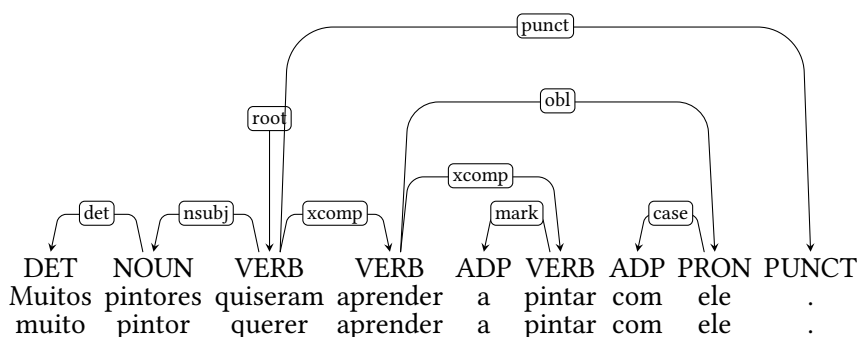 punct
obl
root
xcomp
det nsubj xcomp mark case
DET NOUN VERB VERB ADP VERB ADP PRON PUNCT
Muitos pintores quiseram aprender a pintar com ele .
muito pintor querer aprender a pintar com ele .